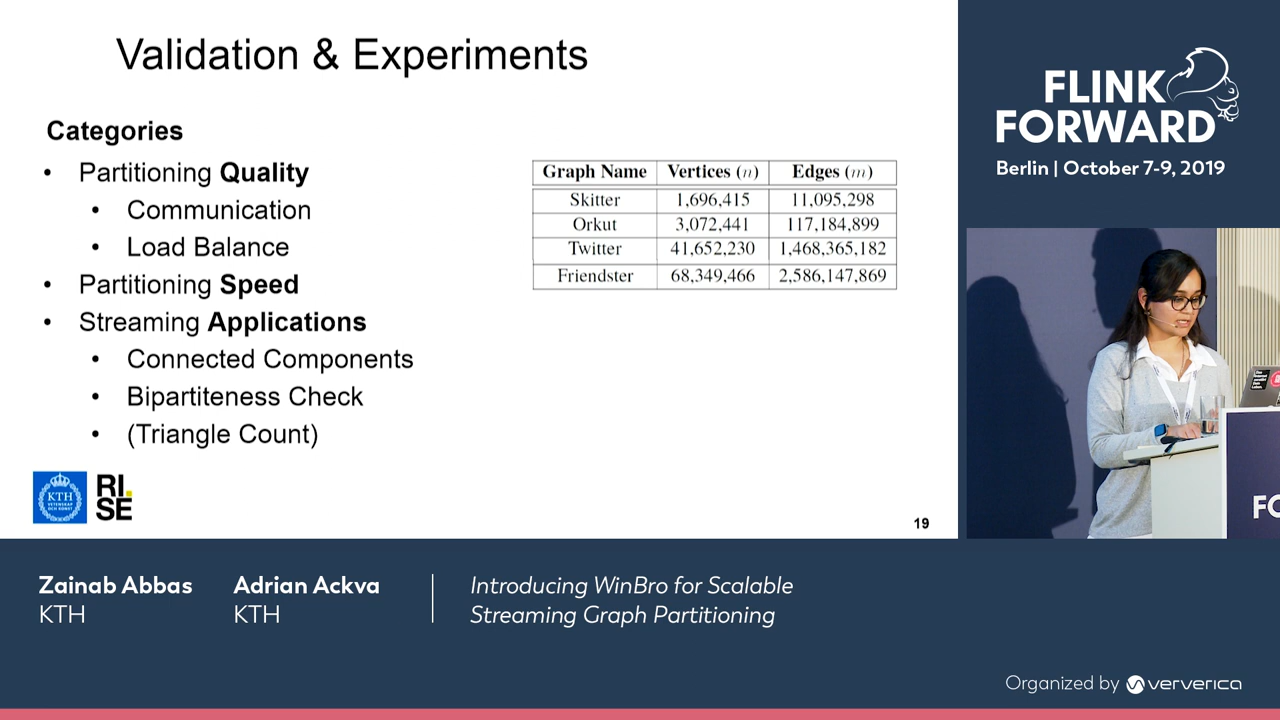 Validation & Experiments
Categories
• Partitioning Quality
• Communication
• Load Balance
• Partitioning Speed
• Streaming Applications
• Connected Components
• Bipartiteness Check
• (Triangle Count)
Graph Name Vertices (n) Edges (m)
Skitter 1,696,415 11,095,298
Orkut 3,072,441 117,184,899
Twitter 41,652,230 1,468,365,182
Friendster 68,349,466 2,586,147,869
KTH
RI.
SE
19
FLINK
FORWARD
Berlin | October 7-9, 2019
FO
Zainab Abbas
KTH
Adrian Ackva
KTH
Introducing WinBro for Scalable
Streaming Graph Partitioning
Organized by ververica